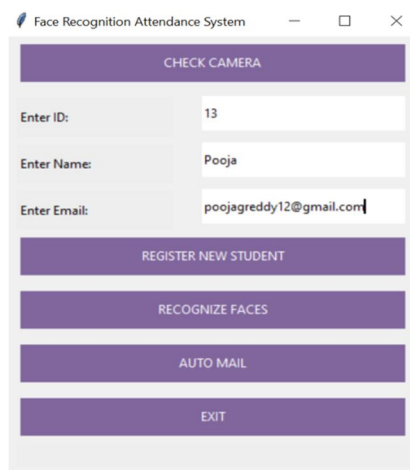 Face Recognition Attendance System
CHECK CAMERA
Enter ID: 13
Enter Name: Pooja
Enter Email: poojagreddy12@gmail.com
REGISTER NEW STUDENT
RECOGNIZE FACES
AUTO MAIL
EXIT